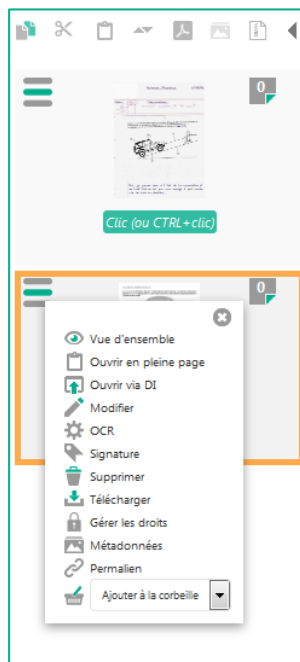 0
Clic (ou CTRL+clic)
0
Vue d'ensemble
Ouvrir en pleine page
Ouvrir via DI
Modifier
OCR
Signature
Supprimer
Télécharger
Gérer les droits
Métadonnées
Permalien
Ajouter à la corbeille